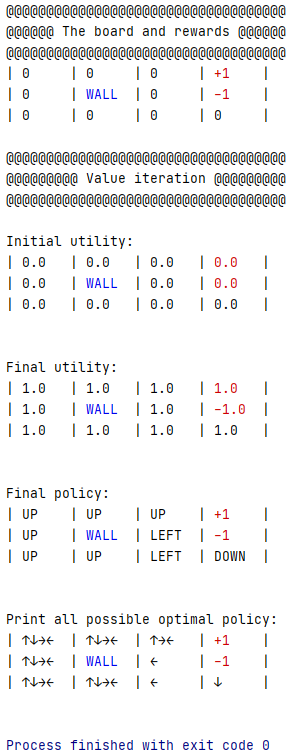 @@@@@@@@@@@@@@@@@@@@@@@@@@@@@@@@@@@
@@@@@@ The board and rewards @@@@@@
@@@@@@@@@@@@@@@@@@@@@@@@@@@@@@@@@@@
| 0     | 0     | 0     | +1    |
| 0     | WALL  | 0     | -1    |
| 0     | 0     | 0     | 0     |
@@@@@@@@@@@@@@@@@@@@@@@@@@@@@@@@@@@
@@@@@@@@@ Value iteration @@@@@@@@@
@@@@@@@@@@@@@@@@@@@@@@@@@@@@@@@@@@@
Initial utility:
| 0.0   | 0.0   | 0.0   | 0.0   |
| 0.0   | WALL  | 0.0   | 0.0   |
| 0.0   | 0.0   | 0.0   | 0.0   |
Final utility:
| 1.0   | 1.0   | 1.0   | 1.0   |
| 1.0   | WALL  | 1.0   | -1.0  |
| 1.0   | 1.0   | 1.0   | 1.0   |
Final policy:
| UP    | UP    | UP    | +1    |
| UP    | WALL  | LEFT  | -1    |
| UP    | UP    | LEFT  | DOWN  |
Print all possible optimal policy:
| ↑↓→←  | ↑↓→←  | ↑→←   | +1    |
| ↑↓→←  | WALL  | ←     | -1    |
| ↑↓→←  | ↑↓→←  | ←     | ↓     |
Process finished with exit code 0